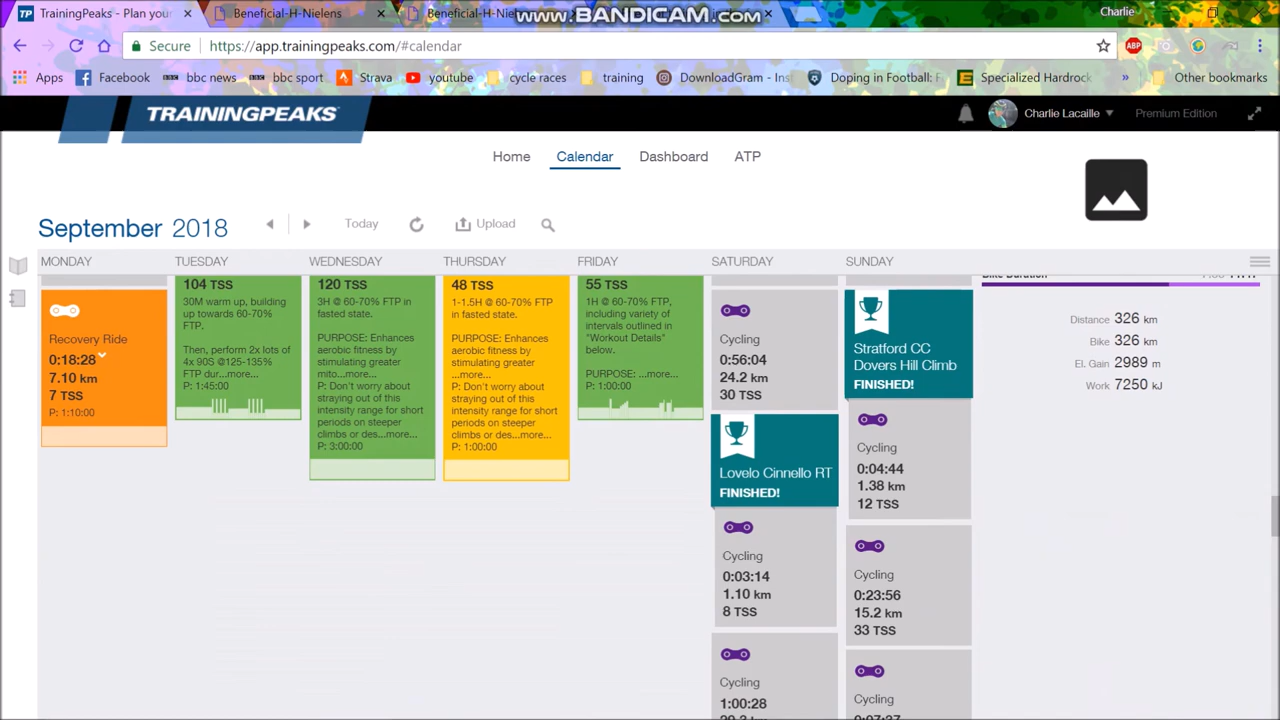 TrainingPeaks - Plan your
Beneficial-H-Nielens
Beneficial-H-Nie
www.BANDICAM.com
Charlie
Secure
https://app.trainingpeaks.com/#calendar
ABP
Apps
Facebook
bbc news
bbc sport
Strava
youtube
cycle races
training
DownloadGram - Ins
Doping in Football: F
Specialized Hardrock
»
Other bookmarks
TRAININGPEAKS
Charlie Lacaille
Premium Edition
Home
Calendar
Dashboard
ATP
September 2018
Today
Upload
MONDAY
TUESDAY
WEDNESDAY
THURSDAY
FRIDAY
SATURDAY
SUNDAY
Recovery Ride
0:18:28
7.10 km
7 TSS
P: 1:10:00
104 TSS
30M warm up, building
up towards 60-70%
FTP.
Then, perform 2x lots of
4x 90S @125-135%
FTP dur...more...
P: 1:45:00
120 TSS
3H @ 60-70% FTP in
fasted state.
PURPOSE: Enhances
aerobic fitness by
stimulating greater
mito...more...
P: Don't worry about
straying out of this
intensity range for short
periods on steeper
climbs or des...more...
P: 3:00:00
48 TSS
1-1.5H @ 60-70% FTP
in fasted state.
PURPOSE: Enhances
aerobic fitness by
stimulating greater
...more...
P: Don't worry about
straying out of this
intensity range for short
periods on steeper
climbs or des...more...
P: 1:00:00
55 TSS
1H @ 60-70% FTP,
including variety of
intervals outlined in
"Workout Details"
below.
PURPOSE: ...more...
P: 1:00:00
Cycling
0:56:04
24.2 km
30 TSS
Lovelo Cinnello RT
FINISHED!
Cycling
0:03:14
1.10 km
8 TSS
Cycling
1:00:28
Stratford CC
Dovers Hill Climb
FINISHED!
Cycling
0:04:44
1.38 km
12 TSS
Cycling
0:23:56
15.2 km
33 TSS
Cycling
Bike Duration
Distance 326 km
Bike 326 km
El. Gain 2989 m
Work 7250 kJ